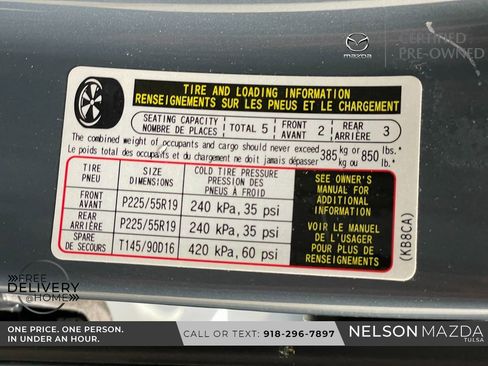 mazda
CERTIFIED
PRE-OWNED
TIRE AND LOADING INFORMATION
RENSEIGNEMENTS SUR LES PNEUS ET LE CHARGEMENT
SEATING CAPACITY
NOMBRE DE PLACES
TOTAL 5
FRONT
AVANT 2
REAR
ARRIÈRE 3
The combined weight of occupants and cargo should never exceed 385 kg or 850 lbs.
Le poids total des occupants et du chargement ne doit jamais dépasser 385 kg ou 850 lb.
TIRE
PNEU
SIZE
DIMENSIONS
COLD TIRE PRESSURE
PRESSION DES
PNEUS À FROID
FRONT
AVANT
P225/55R19
240 kPa, 35 psi
REAR
ARRIÈRE
P225/55R19
240 kPa, 35 psi
SPARE
DE SECOURS
T145/90D16
420 kPa, 60 psi
SEE OWNER'S
MANUAL FOR
ADDITIONAL
INFORMATION
VOIR LE MANUEL
DE L'USAGER
POUR PLUS DE
RENSEIGNEMENTS
(KB8CA)
FREE
DELIVERY
@HOME
ONE PRICE. ONE PERSON.
IN UNDER AN HOUR.
CALL OR TEXT: 918-296-7897
NELSON MAZDA
TULSA